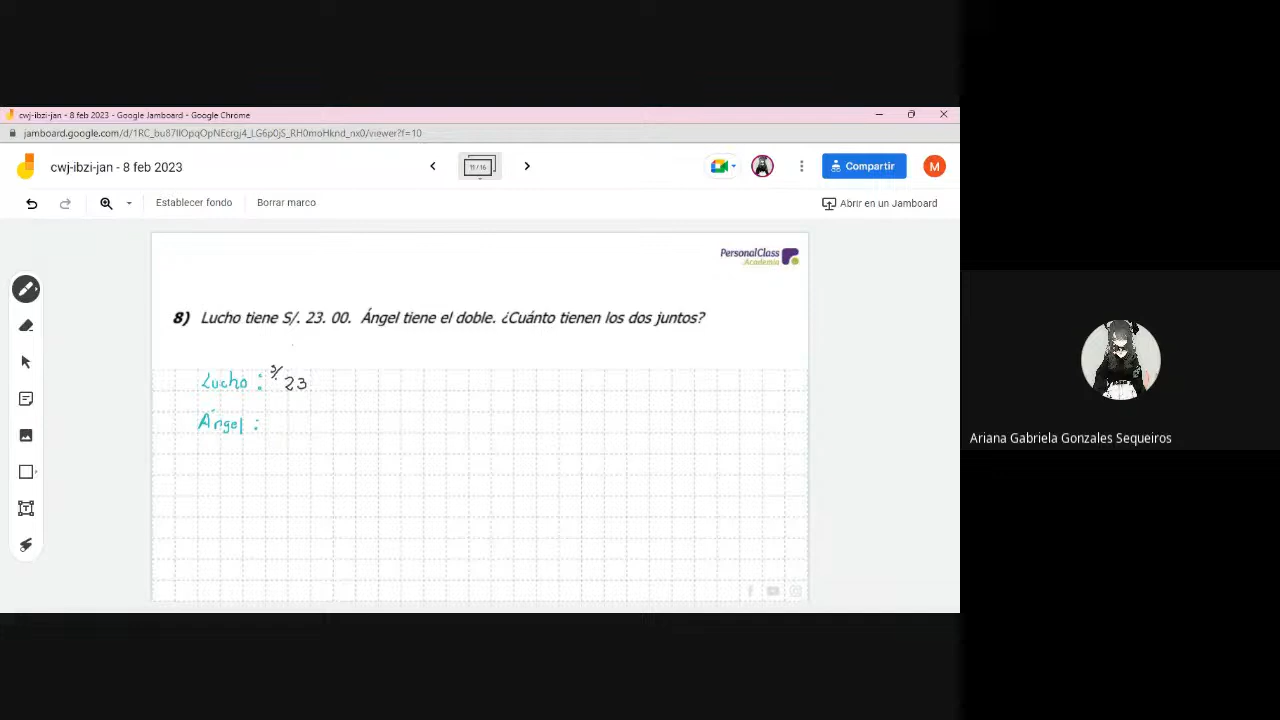 cwj-ibzi-jan - 8 feb 2023 - Google Jamboard - Google Chrome
cwj-ibzi-jan - 8 feb 2023
11 / 16
Compartir
M
Establecer fondo
Borrar marco
Abrir en un Jamboard
PersonalClass
Academia
8) Lucho tiene S/. 23. 00. Ángel tiene el doble. ¿Cuánto tienen los dos juntos?
Lucho : S/. 23
Ángel :
Ariana Gabriela Gonzales Sequeiros